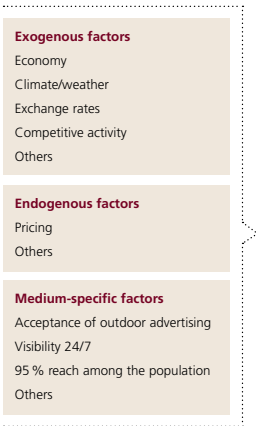 Exogenous factors
Economy
Climate/weather
Exchange rates
Competitive activity
Others
Endogenous factors
Pricing
Others
Medium-specific factors
Acceptance of outdoor advertising
Visibility 24/7
95 % reach among the population
Others